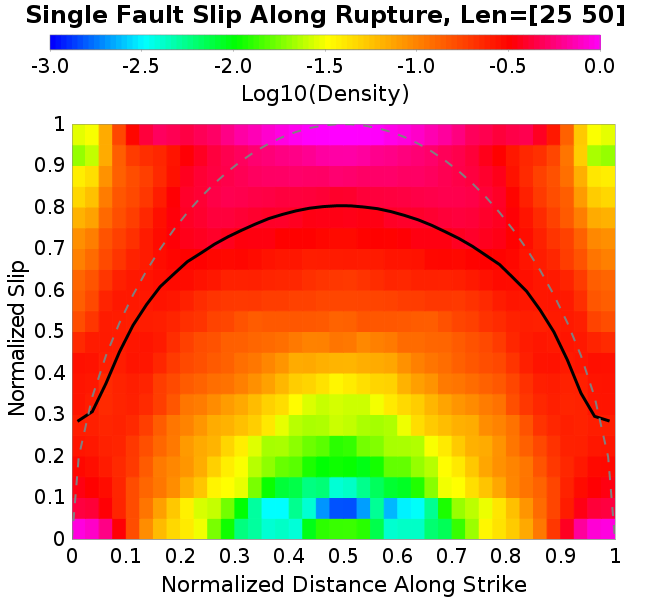 Single Fault Slip Along Rupture, Len=[25 50]
-3.0 -2.5 -2.0 -1.5 -1.0 -0.5 0.0
Log10(Density)
1
0.9
0.8
0.7
0.6
0.5
0.4
0.3
0.2
0.1
0
Normalized Slip
0 0.1 0.2 0.3 0.4 0.5 0.6 0.7 0.8 0.9 1
Normalized Distance Along Strike